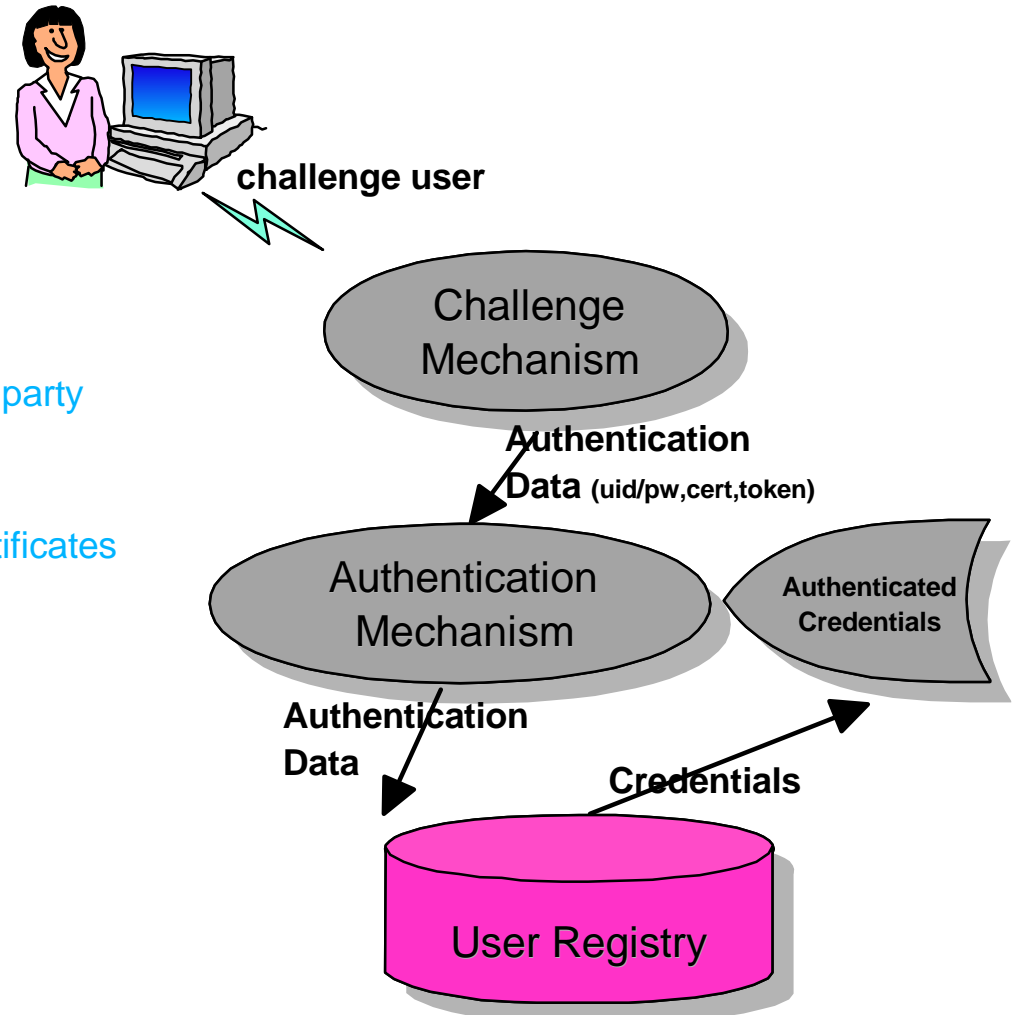 challenge user
Challenge
Mechanism
party
Authentication
Data (uid/pw,cert,token)
tificates
Authentication
Mechanism
Authenticated
Credentials
Authentication
Data
Credentials
User Registry